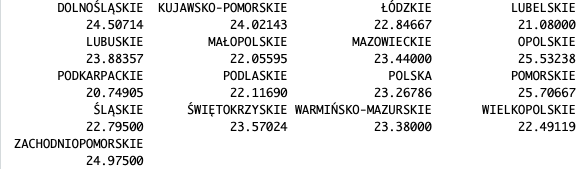 DOLNOŚLĄSKIE KUJAWSKO-POMORSKIE ŁÓDZKIE LUBELSKIE
24.50714 24.02143 22.84667 21.08000
LUBUSKIE MAŁOPOLSKIE MAZOWIECKIE OPOLSKIE
23.88357 22.05595 23.44000 25.53238
PODKARPACKIE PODLASKIE POLSKA POMORSKIE
20.74905 22.11690 23.26786 25.70667
ŚLĄSKIE ŚWIĘTOKRZYSKIE WARMIŃSKO-MAZURSKIE WIELKOPOLSKIE
22.79500 23.57024 23.38000 22.49119
ZACHODNIOPOMORSKIE
24.97500